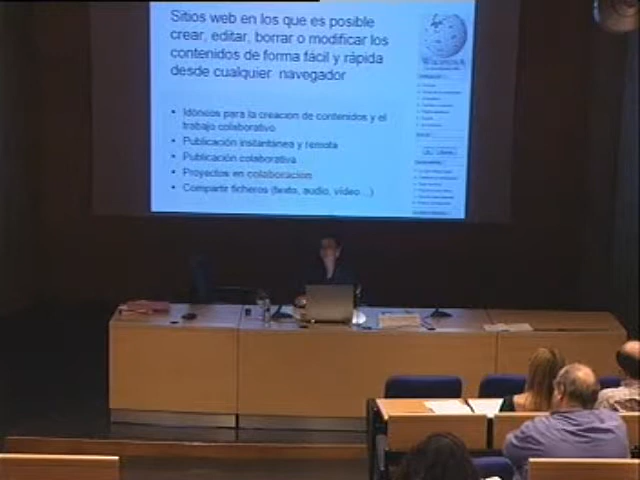 Sitios web en los que es posible
crear, editar, borrar o modificar los
contenidos de forma fácil y rápida
desde cualquier navegador
• Idóneos para la creación de contenidos y el
trabajo colaborativo
• Publicación instantánea y remota
• Publicación colaborativa
• Proyectos en colaboración
• Compartir ficheros (texto, audio, vídeo...)
WIKIPEDIA